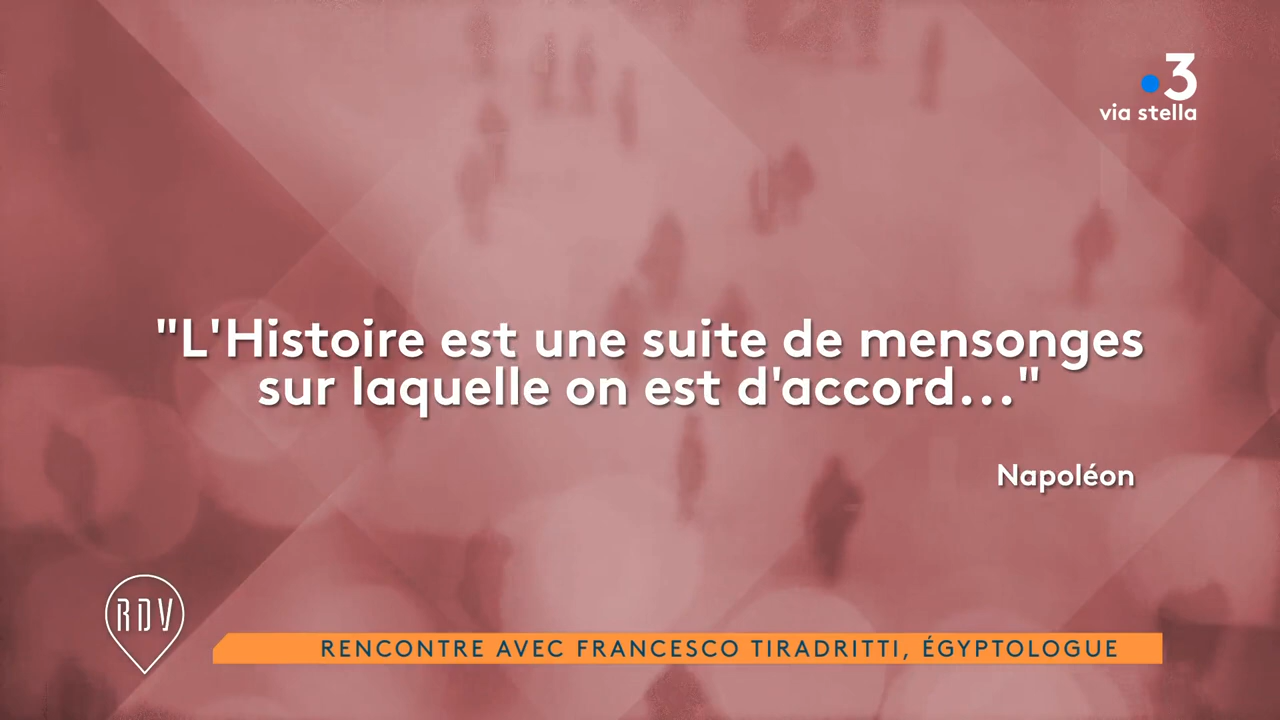 3
via stella
"L'Histoire est une suite de mensonges
sur laquelle on est d'accord..."
Napoléon
RDV
RENCONTRE AVEC FRANCESCO TIRADRITTI, ÉGYPTOLOGUE